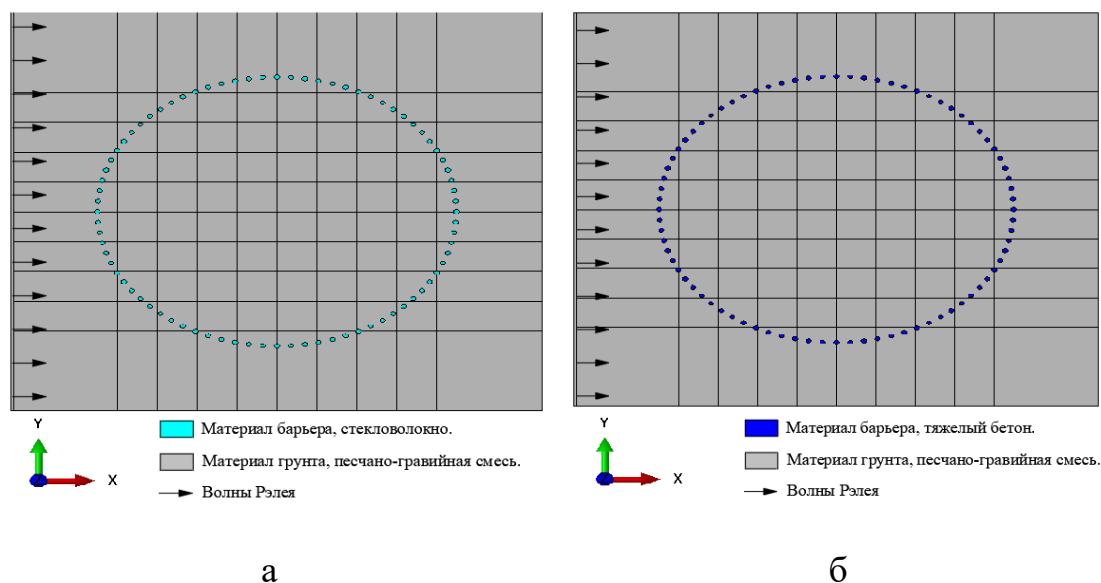 Y
X
Z
Материал барьера, стекловолокно.
Материал грунта, песчано-гравийная смесь.
Волны Рэлея
а
Y
X
Z
Материал барьера, тяжелый бетон.
Материал грунта, песчано-гравийная смесь.
Волны Рэлея
б